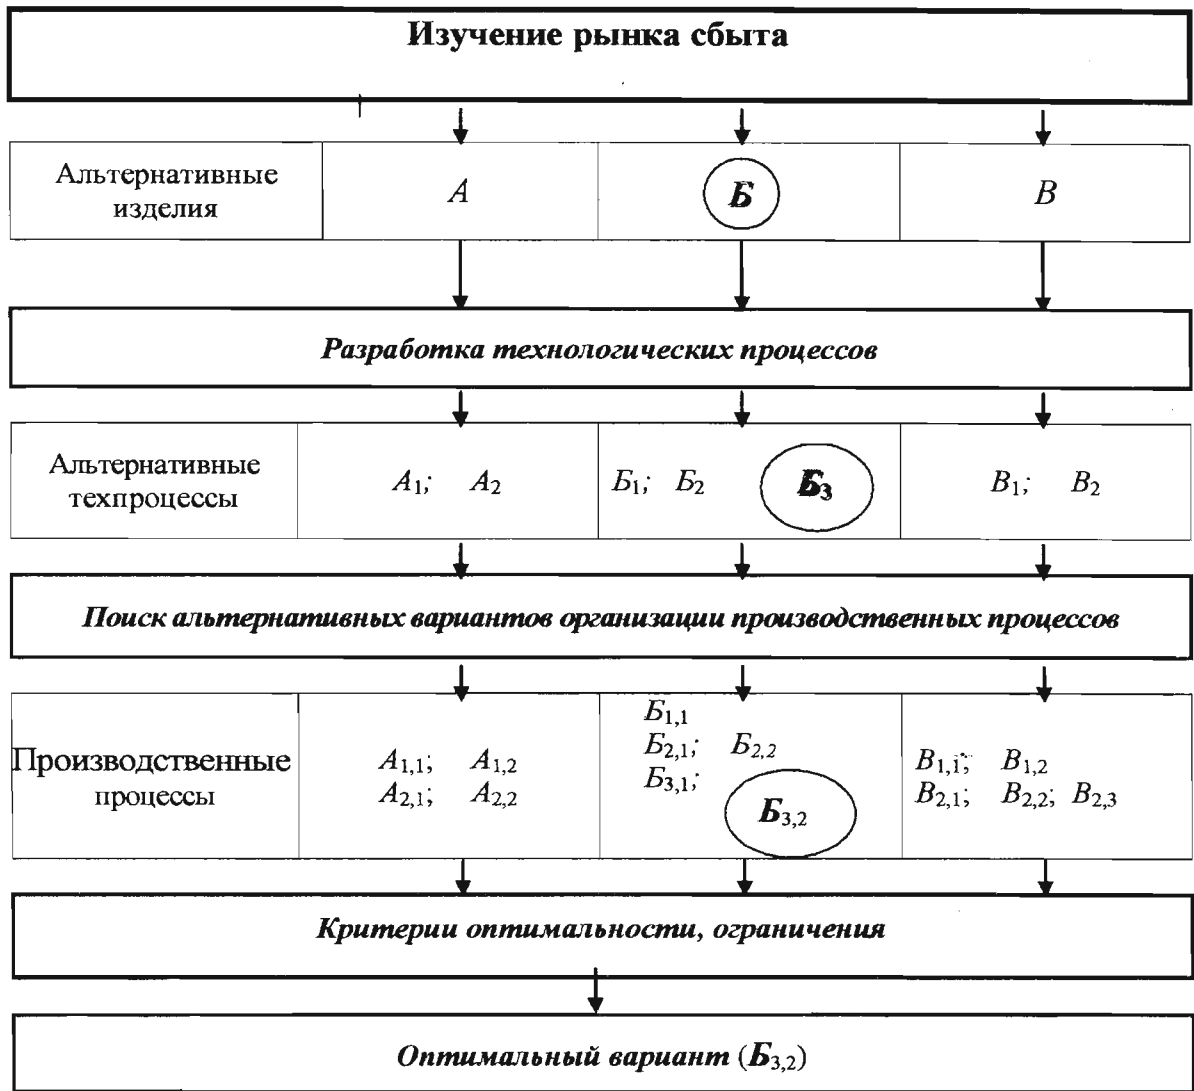 Изучение рынка сбыта
Альтернативные
изделия
А
Б
В
Разработка технологических процессов
Альтернативные
техпроцессы
А1; А2
Б1; Б2 Б3
В1; В2
Поиск альтернативных вариантов организации производственных процессов
Производственные
процессы
А1,1; А1,2
А2,1; А2,2
Б1,1
Б2,1; Б2,2
Б3,1;
Б3,2
В1,1; В1,2
В2,1; В2,2; В2,3
Критерии оптимальности, ограничения
Оптимальный вариант (Б3,2)